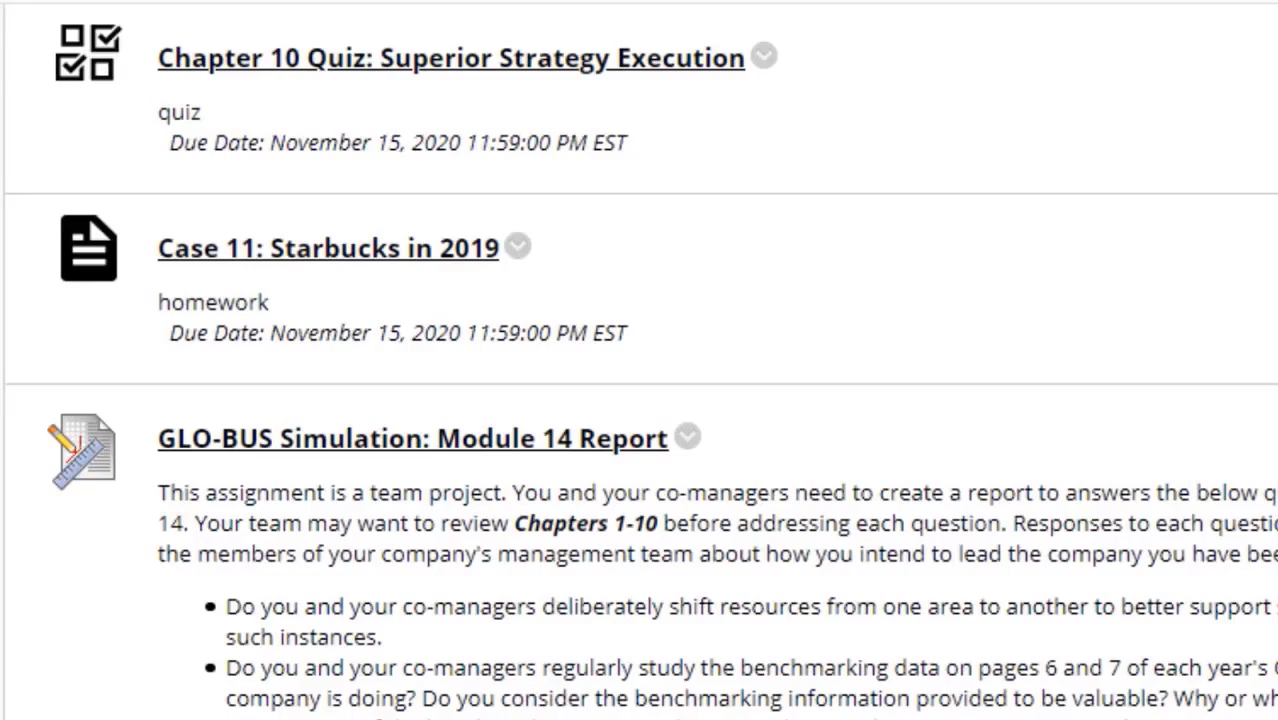 Chapter 10 Quiz: Superior Strategy Execution
quiz
Due Date: November 15, 2020 11:59:00 PM EST
Case 11: Starbucks in 2019
homework
Due Date: November 15, 2020 11:59:00 PM EST
GLO-BUS Simulation: Module 14 Report
This assignment is a team project. You and your co-managers need to create a report to answers the below
14. Your team may want to review Chapters 1-10 before addressing each question. Responses to each
the members of your company's management team about how you intend to lead the company you have
Do you and your co-managers deliberately shift resources from one area to another to better support
such instances.
Do you and your co-managers regularly study the benchmarking data on pages 6 and 7 of each year's
company is doing? Do you consider the benchmarking information provided to be valuable? Why or